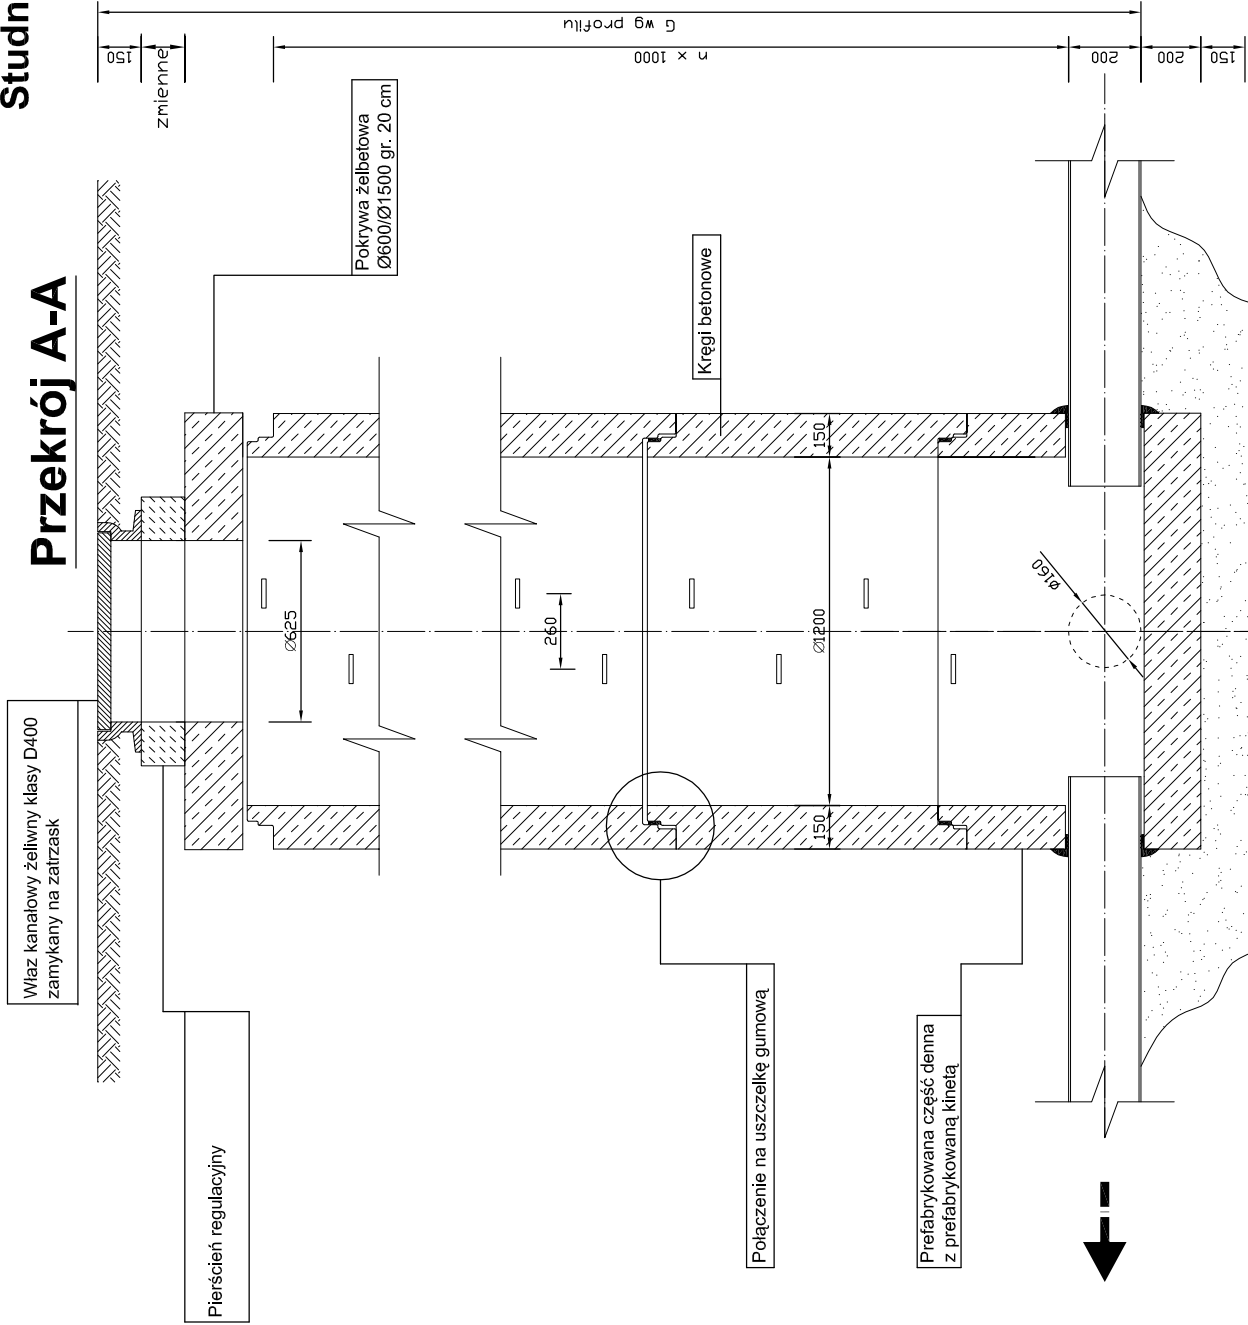 Studn
Przekrój A-A
Właz kanałowy żeliwny klasy D400
zamykany na zatrzask
Pierścień regulacyjny
Pokrywa żelbetowa
Ø600/Ø1500 gr. 20 cm
Kręgi betonowe
Połączenie na uszczelkę gumową
Prefabrykowana część denna
z prefabrykowaną kinetą
G wg profilu
150
zmienne
n x 1000
200
200
150
Ø625
260
150
Ø1200
150
Ø160